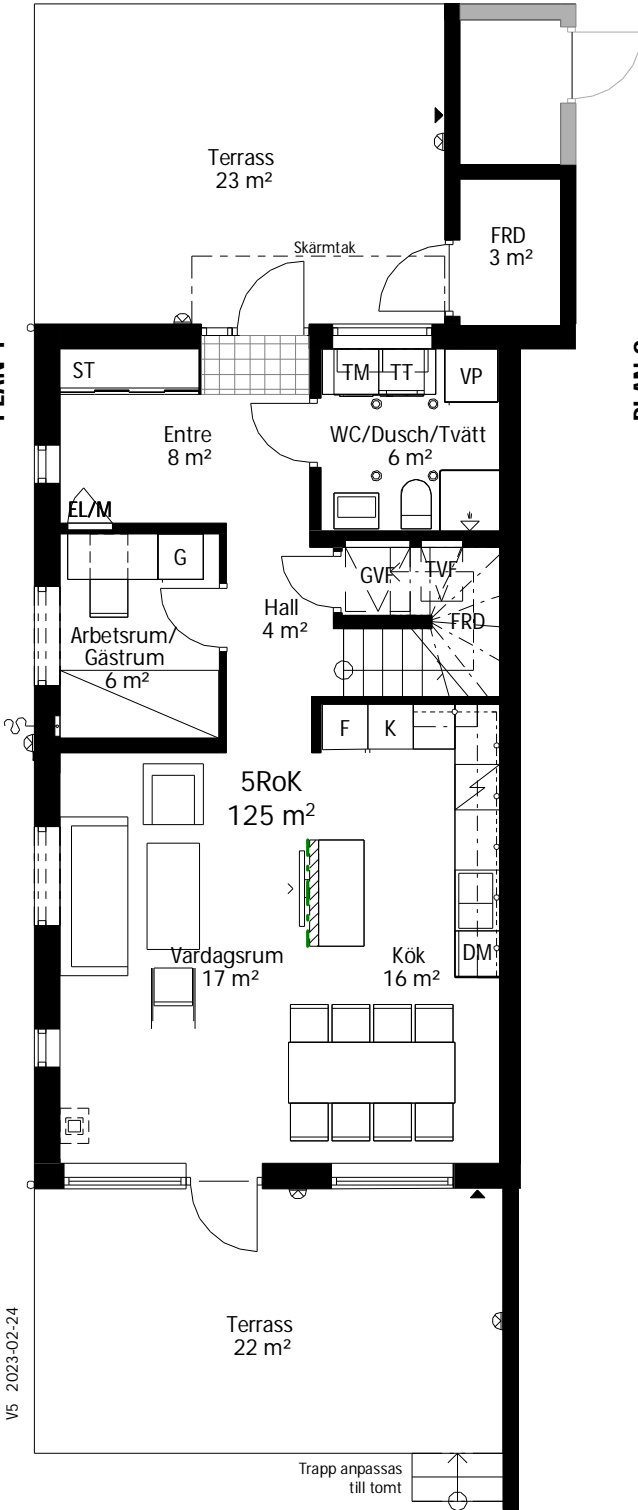 Terrass
23 m²
FRD
3 m²
Skärmtak
ST
TM
TT
VP
Entre
8 m²
WC/Dusch/Tvätt
6 m²
EL/M
G
GVF
TVF
Hall
4 m²
FRD
Arbetsrum/
Gästrum
6 m²
F
K
5RoK
125 m²
Vardagsrum
17 m²
Kök
16 m²
DM
Terrass
22 m²
V5 2023-02-24
Trapp anpassas
till tomt